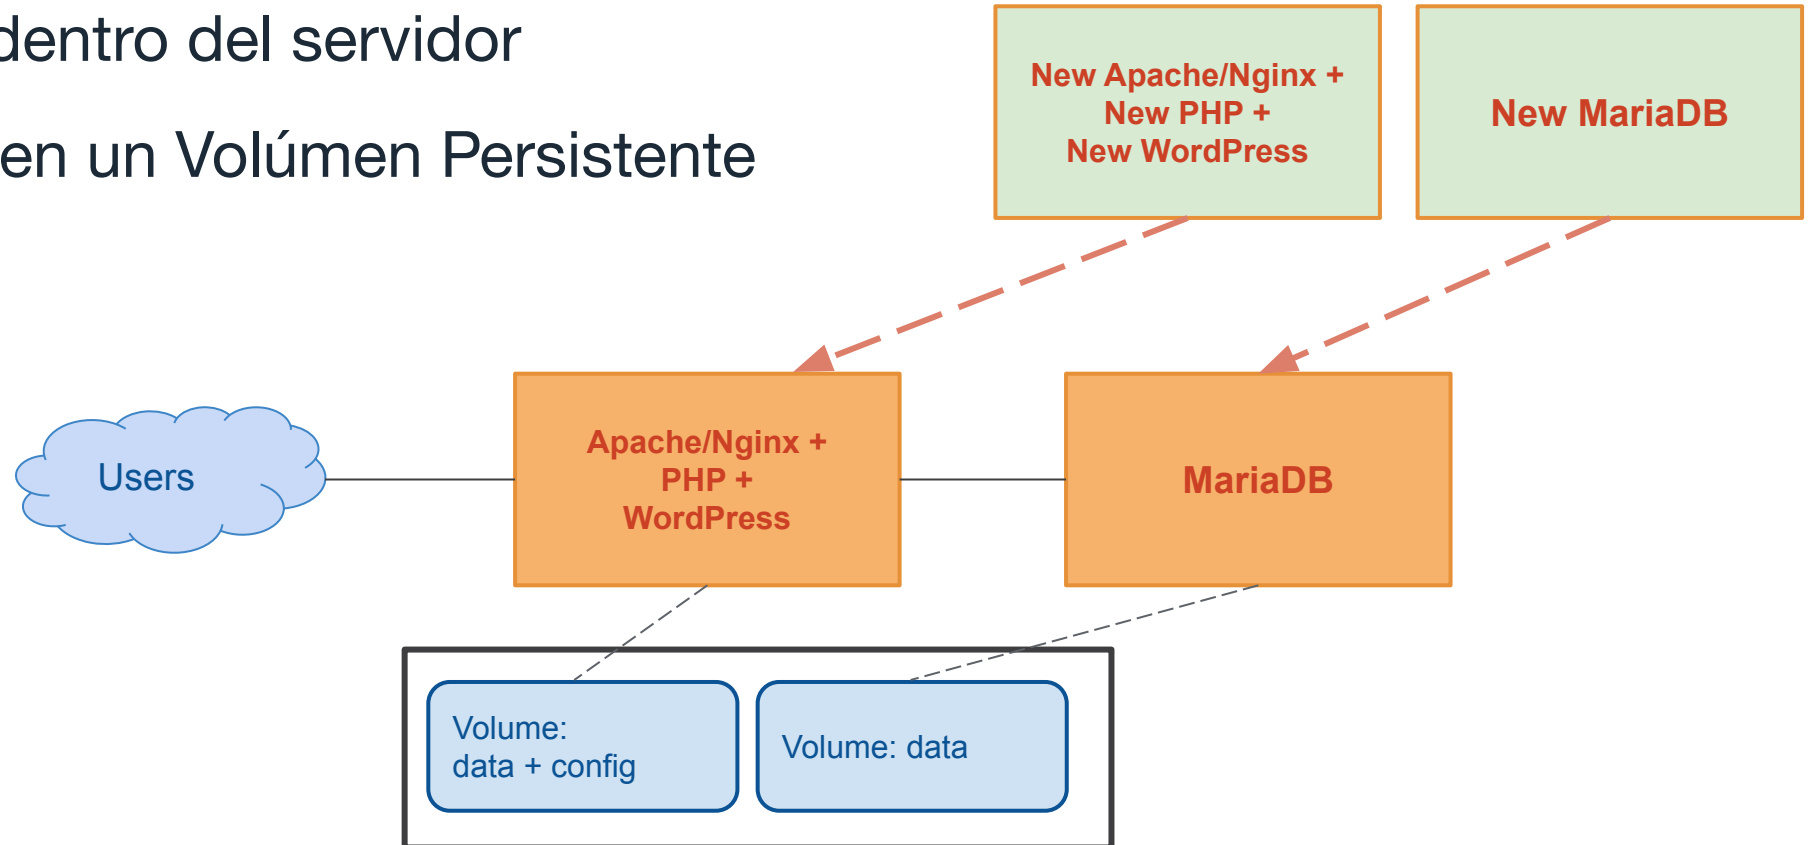 dentro del servidor
en un Volúmen Persistente
New Apache/Nginx +
New PHP +
New WordPress
New MariaDB
Users
Apache/Nginx +
PHP +
WordPress
MariaDB
Volume:
data + config
Volume: data